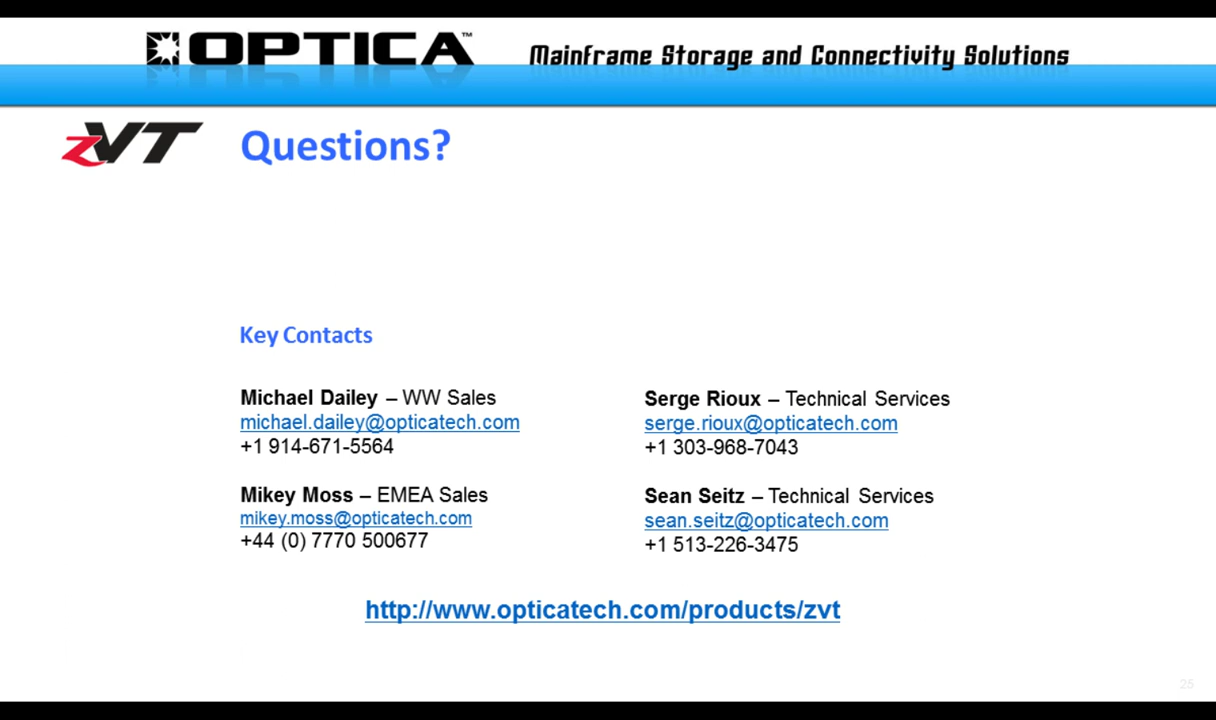 OPTICA™
Mainframe Storage and Connectivity Solutions
zVT
Questions?
Key Contacts
Michael Dailey – WW Sales
michael.dailey@opticatech.com
+1 914-671-5564
Mikey Moss – EMEA Sales
mikey.moss@opticatech.com
+44 (0) 7770 500677
Serge Rioux – Technical Services
serge.rioux@opticatech.com
+1 303-968-7043
Sean Seitz – Technical Services
sean.seitz@opticatech.com
+1 513-226-3475
http://www.opticatech.com/products/zvt
25